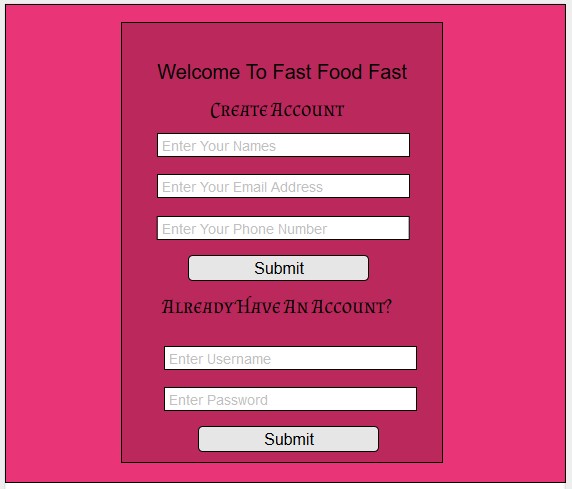 Welcome To Fast Food Fast
Create Account
Enter Your Names
Enter Your Email Address
Enter Your Phone Number
Submit
Already Have An Account?
Enter Username
Enter Password
Submit